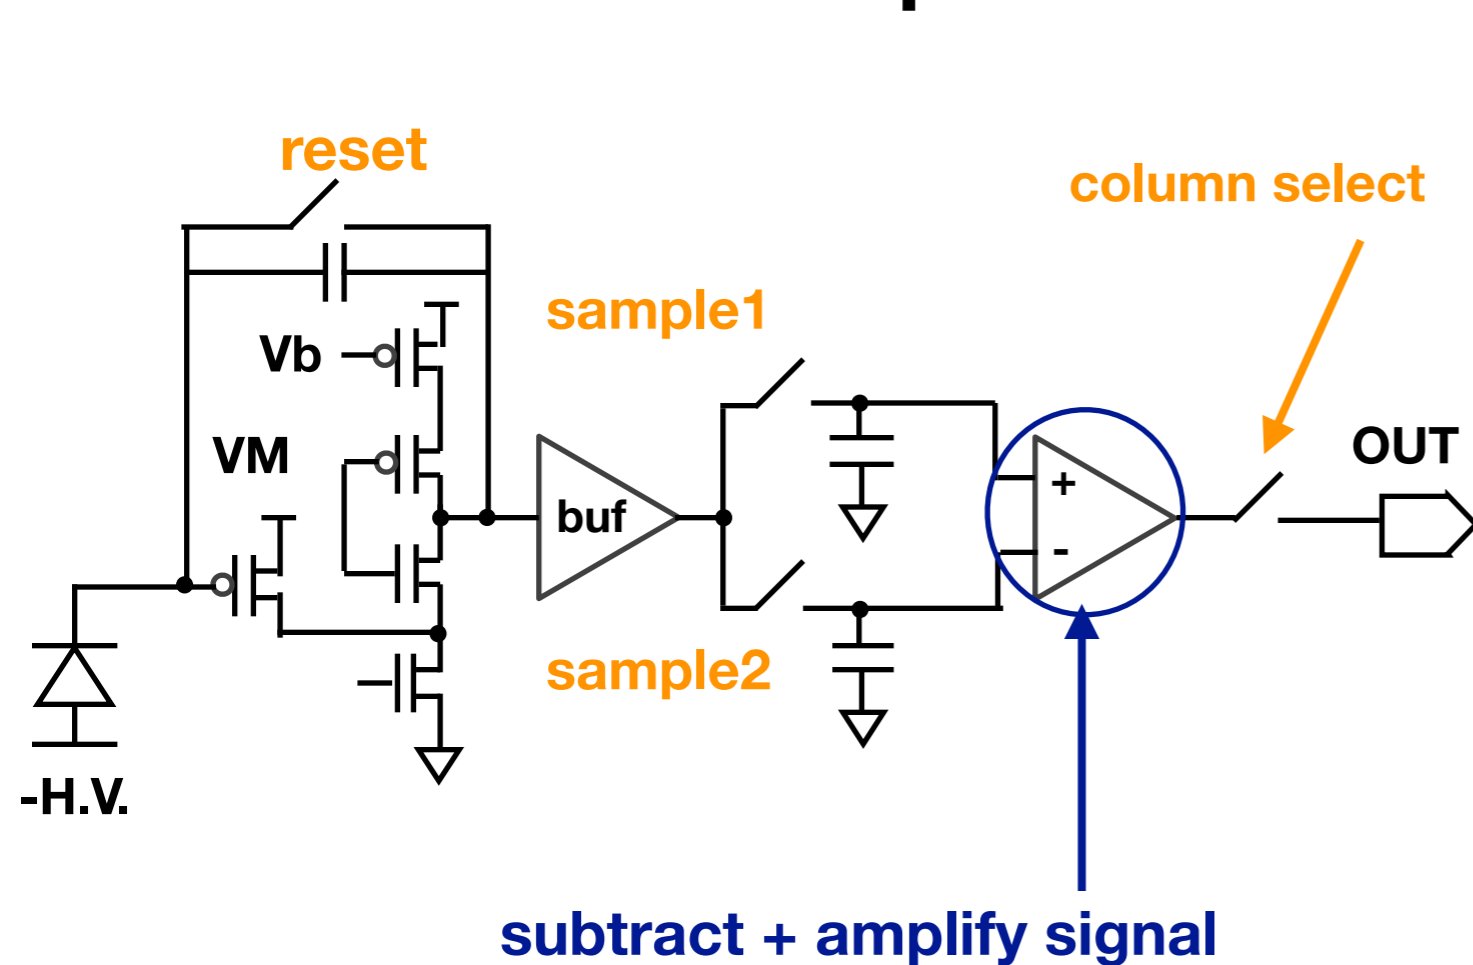 reset
column select
sample1
Vb
VM
OUT
buf
+
-
sample2
-H.V.
subtract + amplify signal